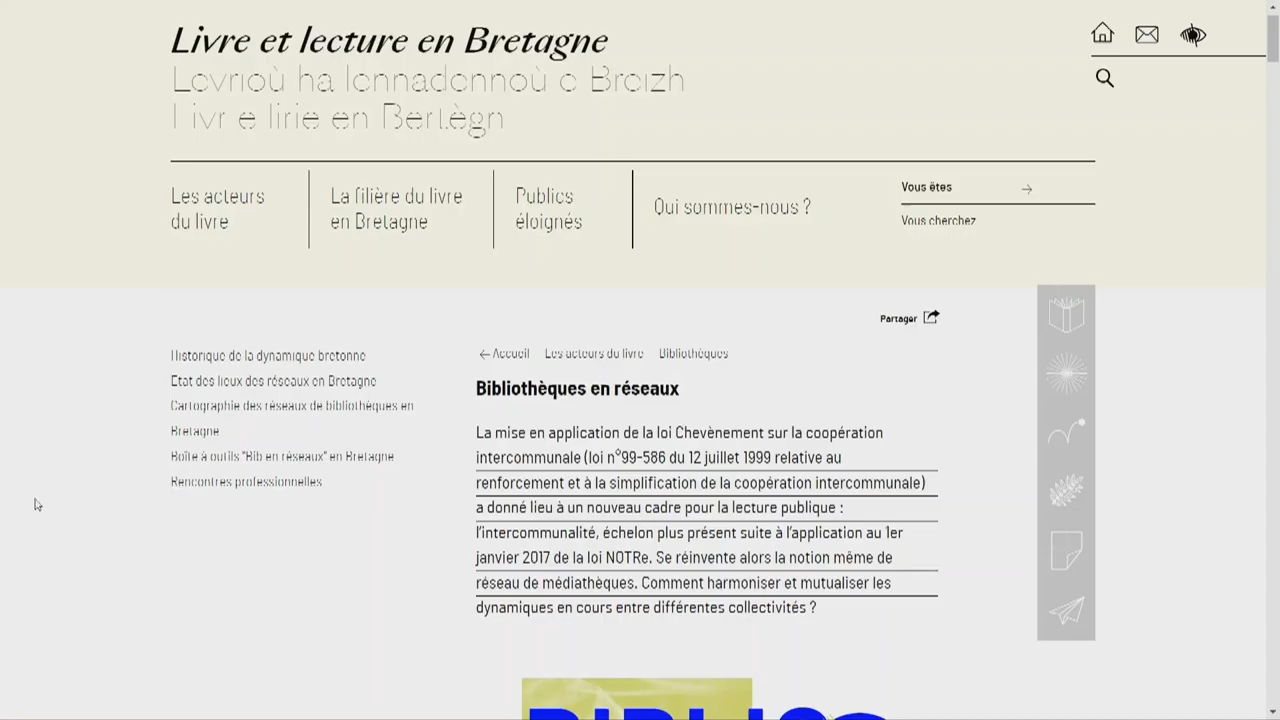 Livre et lecture en Bretagne
Levrioù ha lennadennoù e Breizh
Livr e lirie en Bertègn
Les acteurs
du livre
La filière du livre
en Bretagne
Publics
éloignés
Qui sommes-nous ?
Vous êtes
Vous cherchez
Partager
Historique de la dynamique bretonne
Etat des lieux des réseaux en Bretagne
Cartographie des réseaux de bibliothèques en
Bretagne
Boîte à outils "Bib en réseaux" en Bretagne
Rencontres professionnelles
Accueil Les acteurs du livre Bibliothèques
Bibliothèques en réseaux
La mise en application de la loi Chevènement sur la coopération
intercommunale (loi n°99-586 du 12 juillet 1999 relative au
renforcement et à la simplification de la coopération intercommunale)
a donné lieu à un nouveau cadre pour la lecture publique :
l'intercommunalité, échelon plus présent suite à l'application au 1er
janvier 2017 de la loi NOTRe. Se réinvente alors la notion même de
réseau de médiathèques. Comment harmoniser et mutualiser les
dynamiques en cours entre différentes collectivités ?